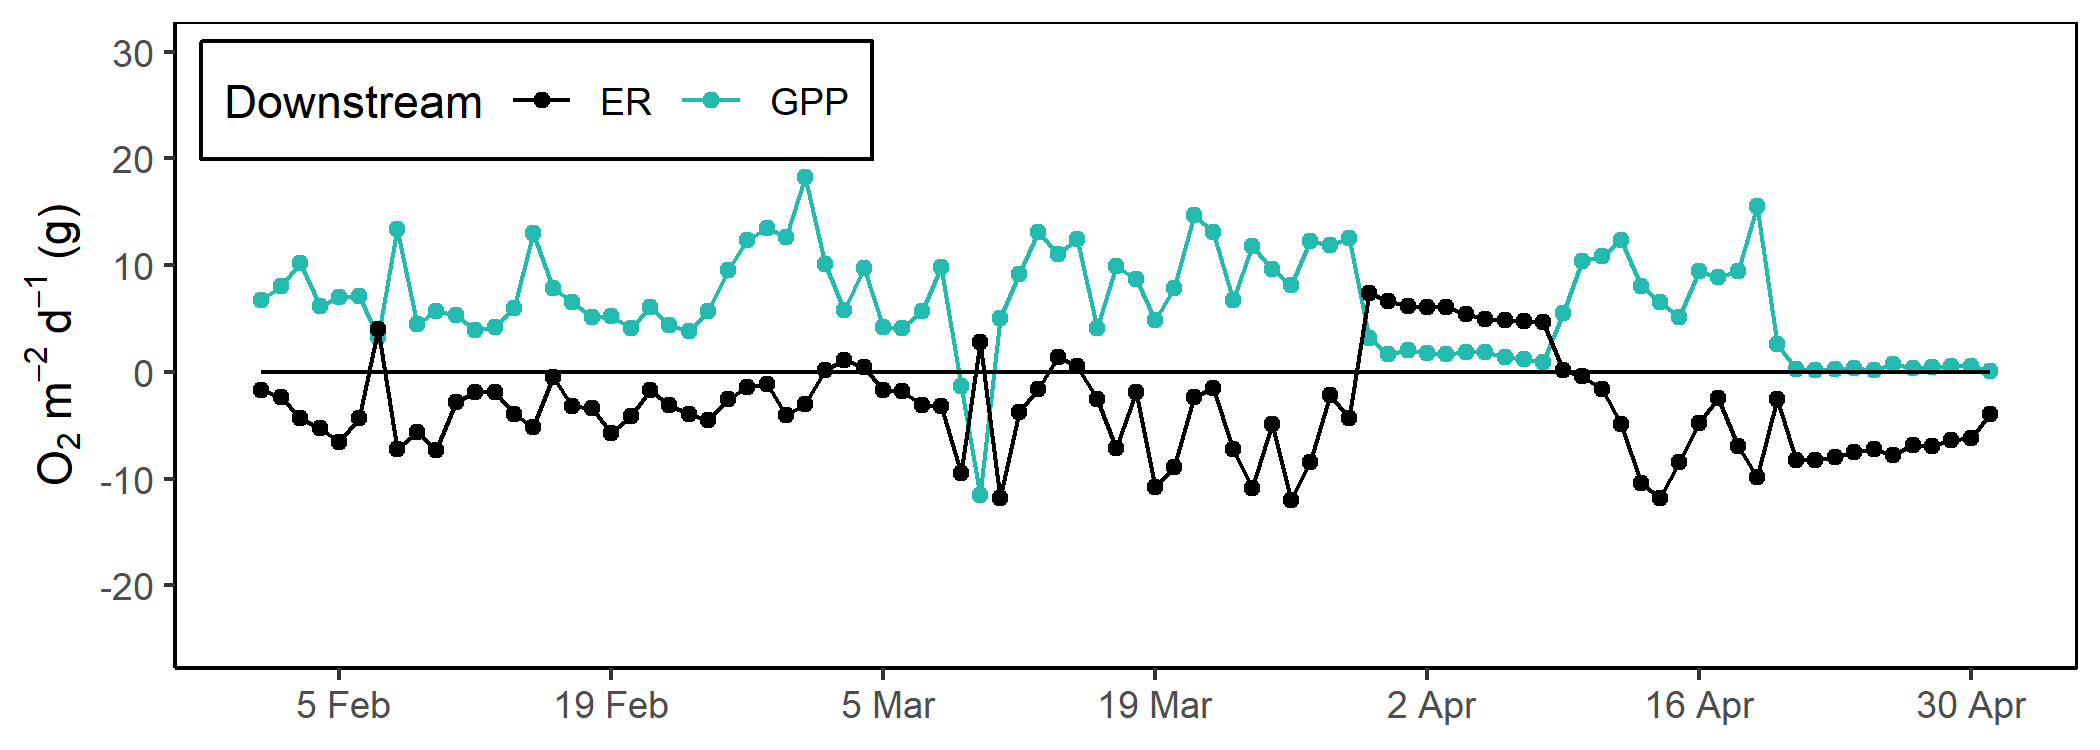 O₂ m⁻² d⁻¹ (g)
30
20
10
0
-10
-20
Downstream ER GPP
5 Feb 19 Feb 5 Mar 19 Mar 2 Apr 16 Apr 30 Apr